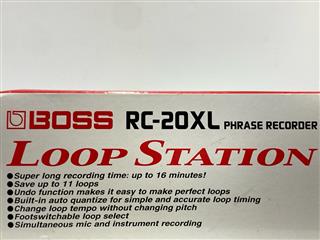 BOSS RC-20XL PHRASE RECORDER
LOOP STATION
●Super long recording time: up to 16 minutes!
●Save up to 11 loops
●Undo function makes it easy to make perfect loops
●Built-in auto quantize for simple and accurate loop timing
●Change loop tempo without changing pitch
●Footswitchable loop select
●Simultaneous mic and instrument recording